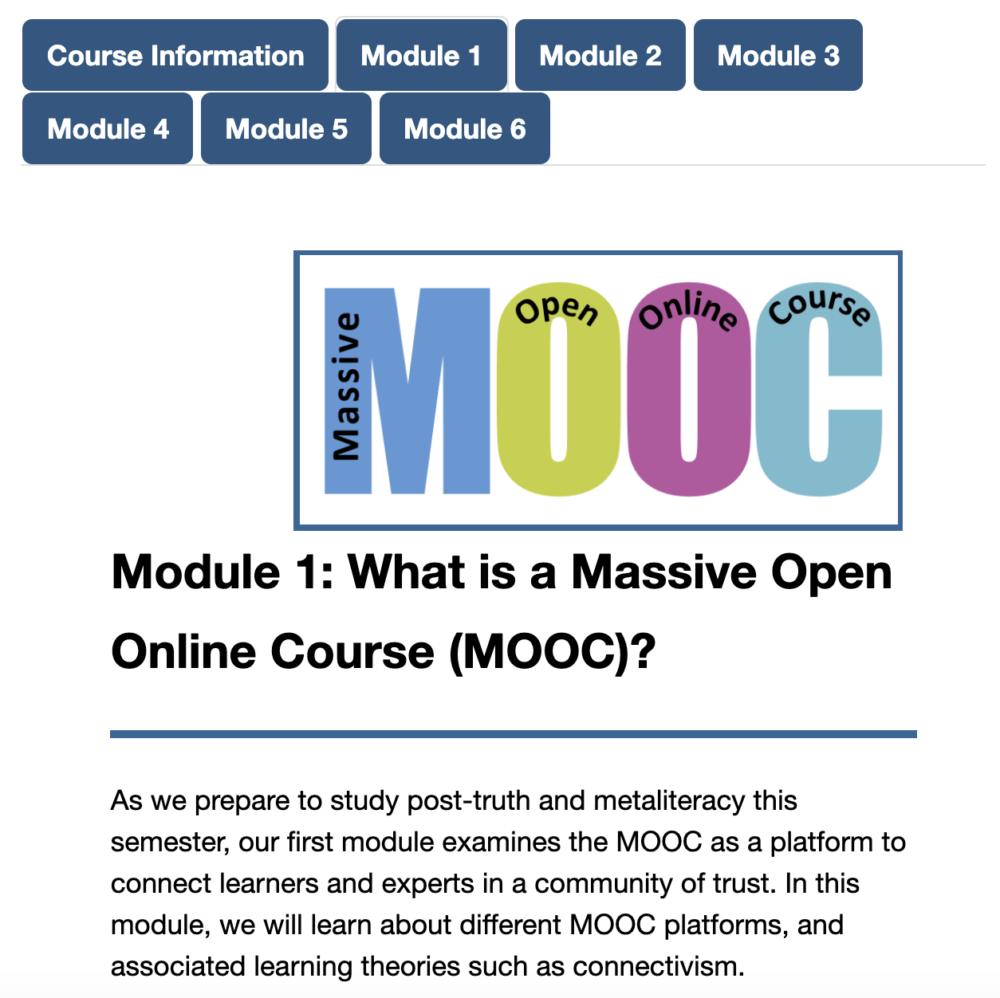 Course Information Module 1 Module 2 Module 3
Module 4 Module 5 Module 6
Massive Open Online Course
MOOC
Module 1: What is a Massive Open
Online Course (MOOC)?
As we prepare to study post-truth and metaliteracy this
semester, our first module examines the MOOC as a platform to
connect learners and experts in a community of trust. In this
module, we will learn about different MOOC platforms, and
associated learning theories such as connectivism.